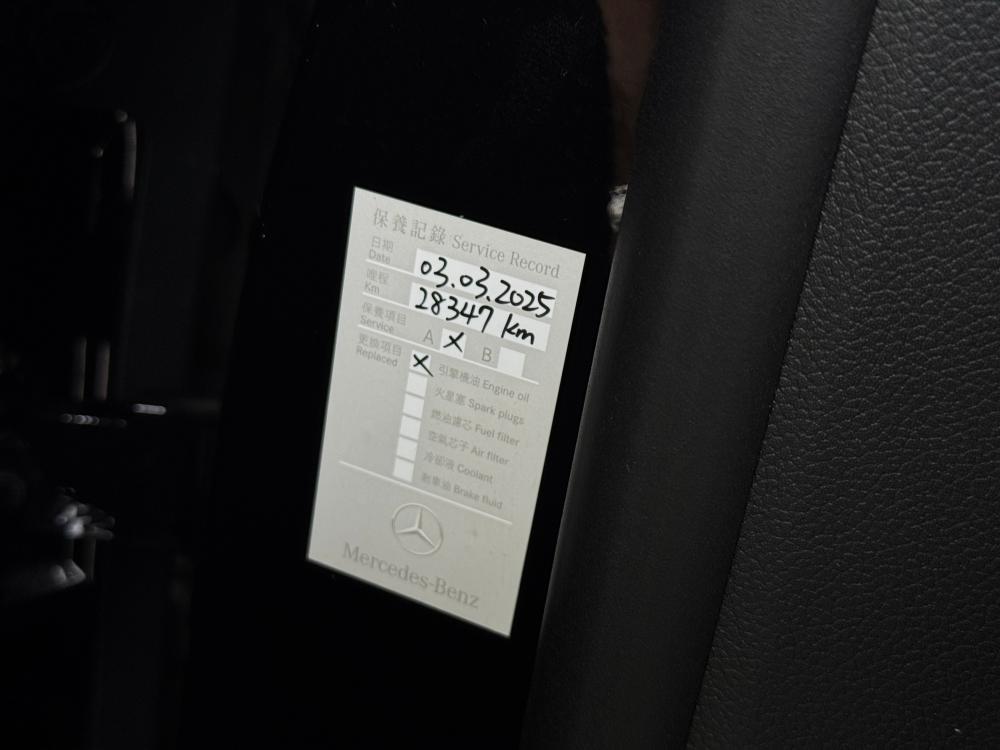 保養記錄 Service Record
日期 Date 03.03.2025
哩程 Km 28347 km
保養項目 Service A X B
更換項目 Replaced X 引擎機油 Engine oil
火星塞 Spark plugs
燃油濾芯 Fuel filter
空氣芯子 Air filter
冷卻液 Coolant
剎車油 Brake fluid
Mercedes-Benz